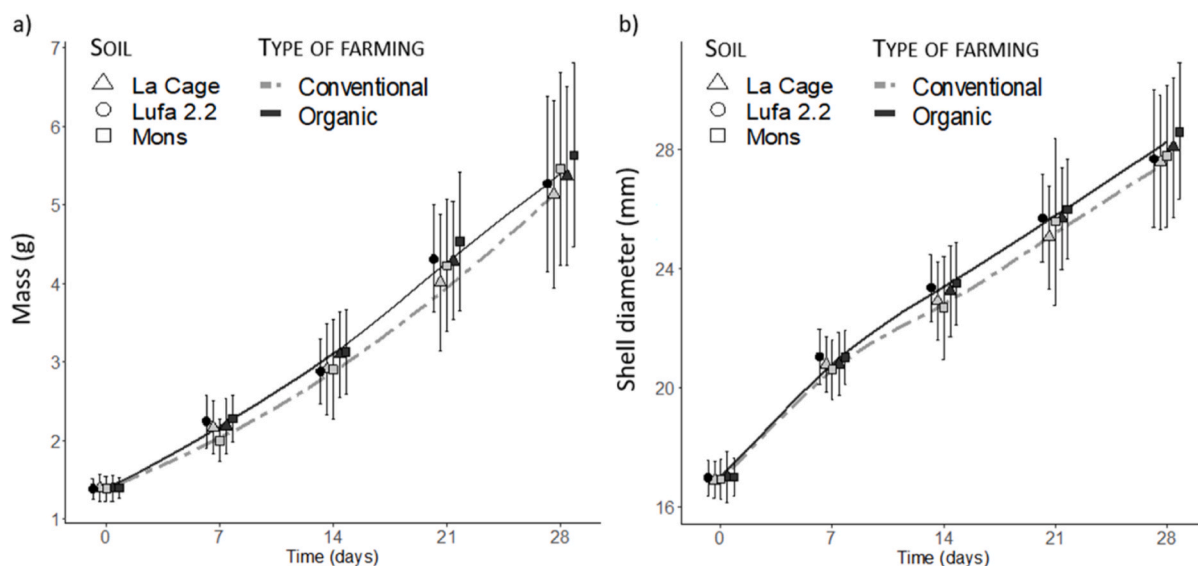 a)
SOIL
La Cage
Lufa 2.2
Mons
TYPE OF FARMING
Conventional
Organic
Mass (g)
7
6
5
4
3
2
1
0 7 14 21 28
Time (days)
b)
SOIL
La Cage
Lufa 2.2
Mons
TYPE OF FARMING
Conventional
Organic
Shell diameter (mm)
28
24
20
16
0 7 14 21 28
Time (days)